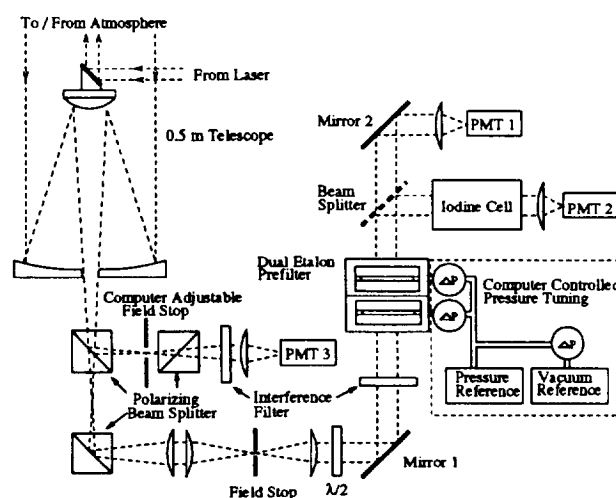 To / From Atmosphere
From Laser
0.5 m Telescope
Mirror 2
PMT 1
Beam
Splitter
Iodine Cell
PMT 2
Dual Etalon
Prefilter
ΔP
ΔP
Computer Controlled
Pressure Tuning
ΔP
Pressure
Reference
Vacuum
Reference
Computer Adjustable
Field Stop
PMT 3
Polarizing
Beam Splitter
Interference
Filter
Mirror 1
Field Stop
λ/2